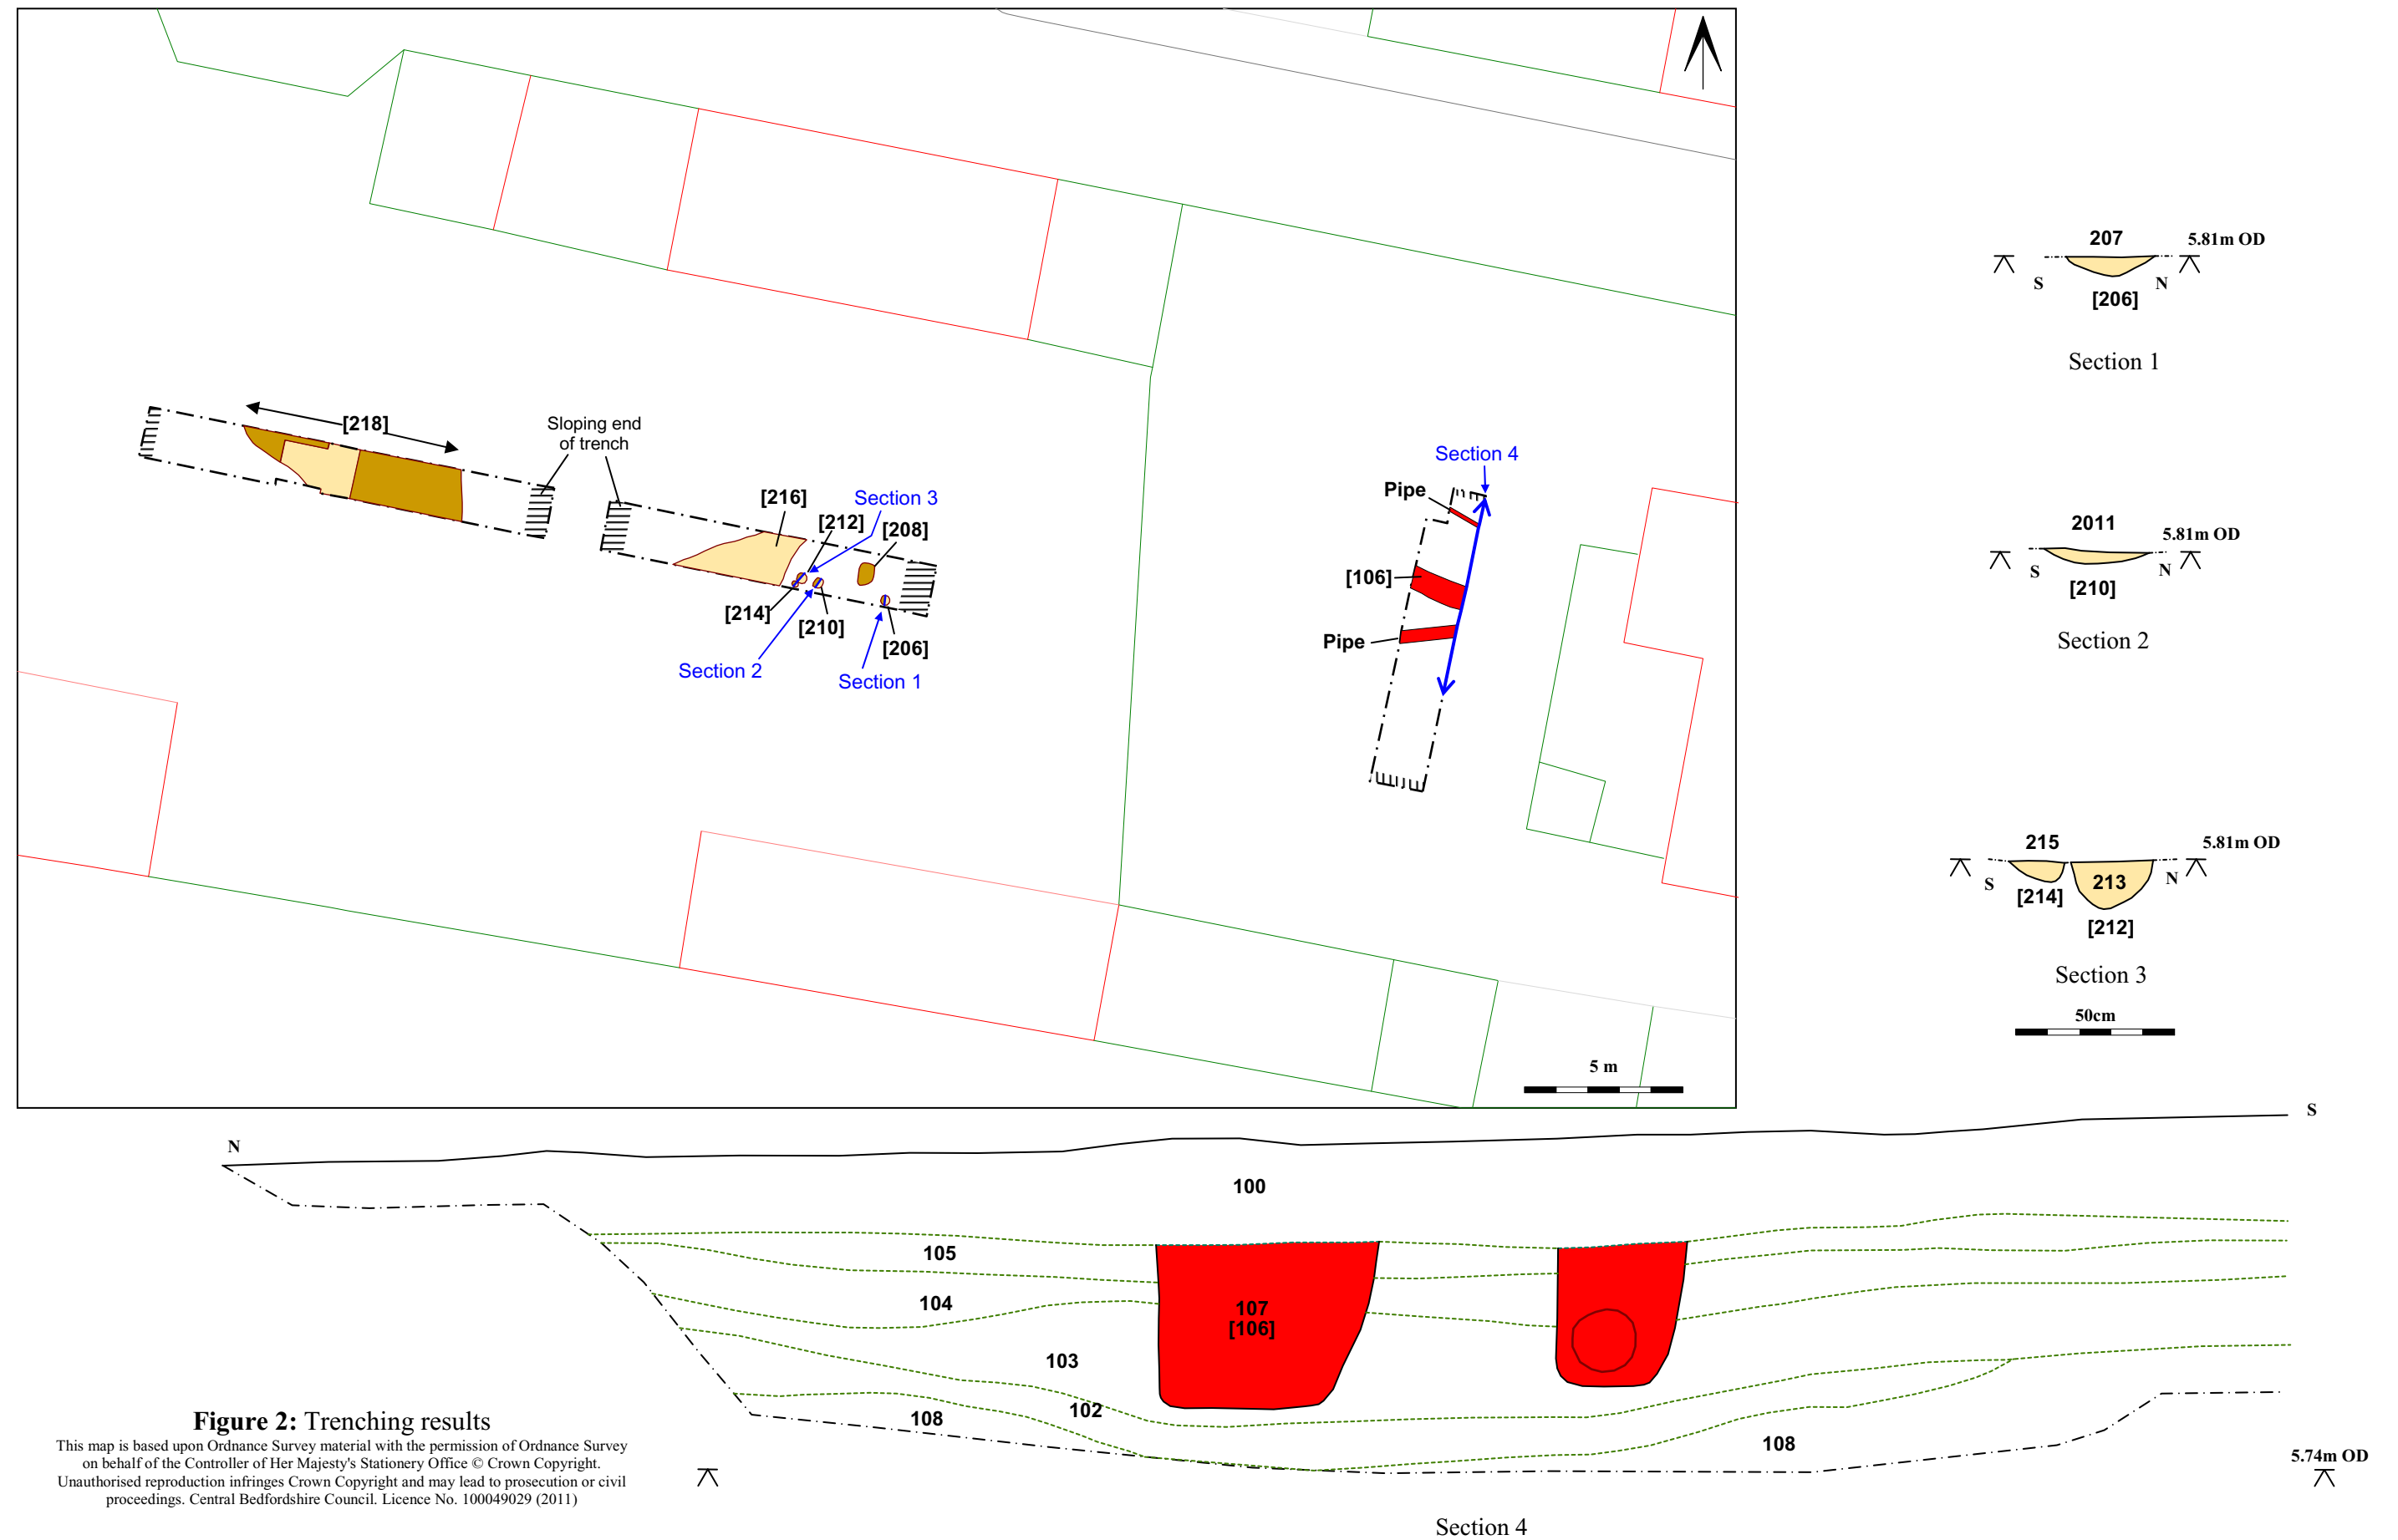 [218]
Sloping end
of trench
[216]
[212]
Section 3
[208]
[214]
[210]
[206]
Section 2
Section 1
Section 4
Pipe
[106]
Pipe
5 m
207
5.81m OD
S
N
[206]
Section 1
2011
5.81m OD
S
N
[210]
Section 2
215
5.81m OD
S
213
N
[214]
[212]
Section 3
50cm
N
S
100
105
104
107
[106]
103
102
108
108
5.74m OD
Section 4
Figure 2: Trenching results
This map is based upon Ordnance Survey material with the permission of Ordnance Survey
on behalf of the Controller of Her Majesty's Stationery Office © Crown Copyright.
Unauthorised reproduction infringes Crown Copyright and may lead to prosecution or civil
proceedings. Central Bedfordshire Council. Licence No. 100049029 (2011)